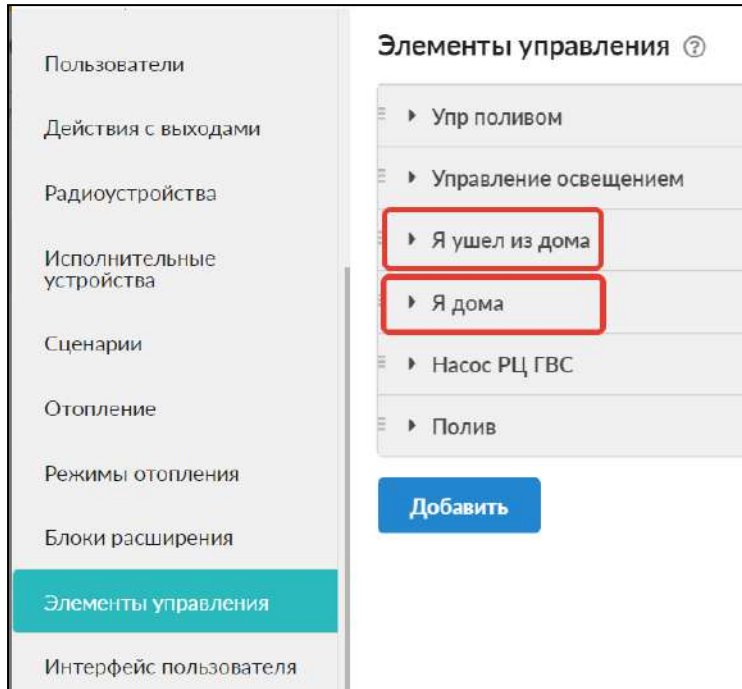 Пользователи
Действия с выходами
Радиоустройства
Исполнительные
устройства
Сценарии
Отопление
Режимы отопления
Блоки расширения
Элементы управления
Интерфейс пользователя
Элементы управления ?
Упр поливом
Управление освещением
Я ушел из дома
Я дома
Насос РЦ ГВС
Полив
Добавить